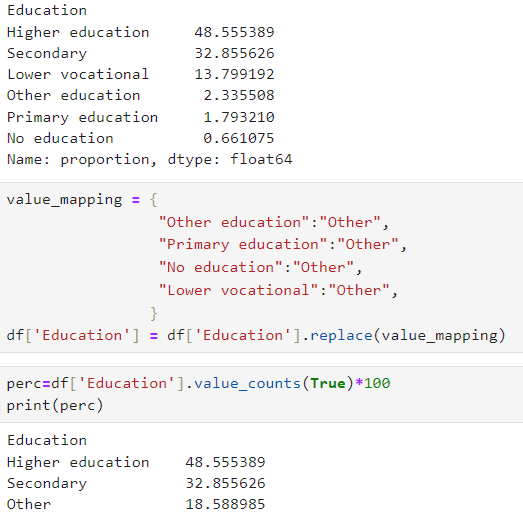 Education
Higher education     48.555389
Secondary            32.855626
Lower vocational     13.799192
Other education       2.335508
Primary education     1.793210
No education          0.661075
Name: proportion, dtype: float64
value_mapping = {
                 "Other education":"Other",
                 "Primary education":"Other",
                 "No education":"Other",
                 "Lower vocational":"Other",
                }
df['Education'] = df['Education'].replace(value_mapping)
perc=df['Education'].value_counts(True)*100
print(perc)
Education
Higher education    48.555389
Secondary           32.855626
Other               18.588985